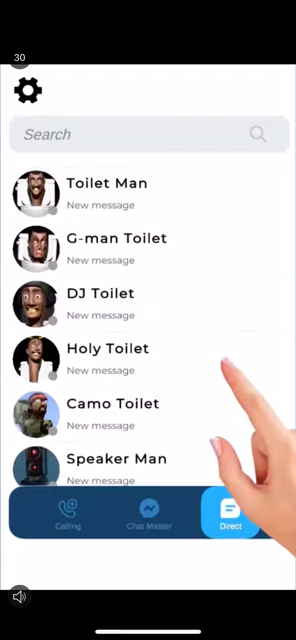 30
Search
Toilet Man
New message
G-man Toilet
New message
DJ Toilet
New message
Holy Toilet
New message
Camo Toilet
New message
Speaker Man
New message
Calling
Chat Master
Direct